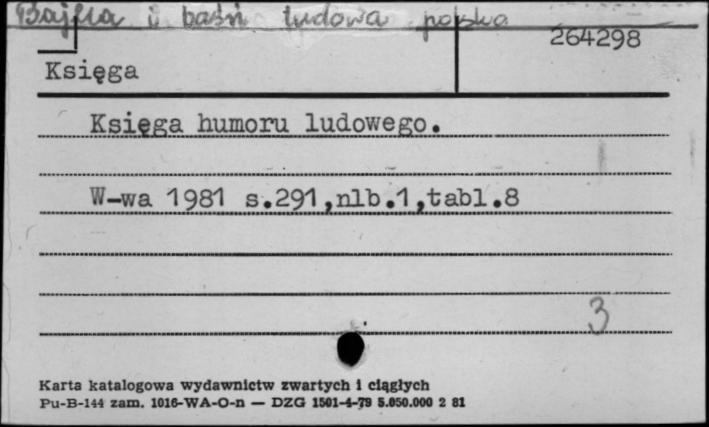 Bajka i baśń ludowa polska
264298
Księga
Księga humoru ludowego.
W-wa 1981 s.291,nlb.1,tabl.8
3
Karta katalogowa wydawnictw zwartych i ciągłych
Pu-B-144 zam. 1016-WA-O-n — DZG 1501-4-79 5.050.000 2 81